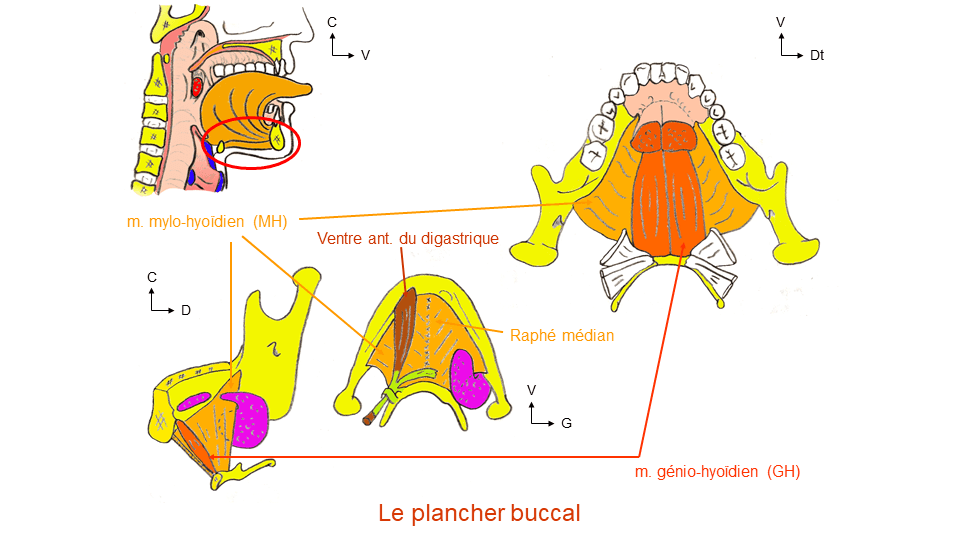 C
V
V
Dt
m. mylo-hyoïdien (MH)
Ventre ant. du digastrique
C
D
Raphé médian
V
G
m. génio-hyoïdien (GH)
Le plancher buccal